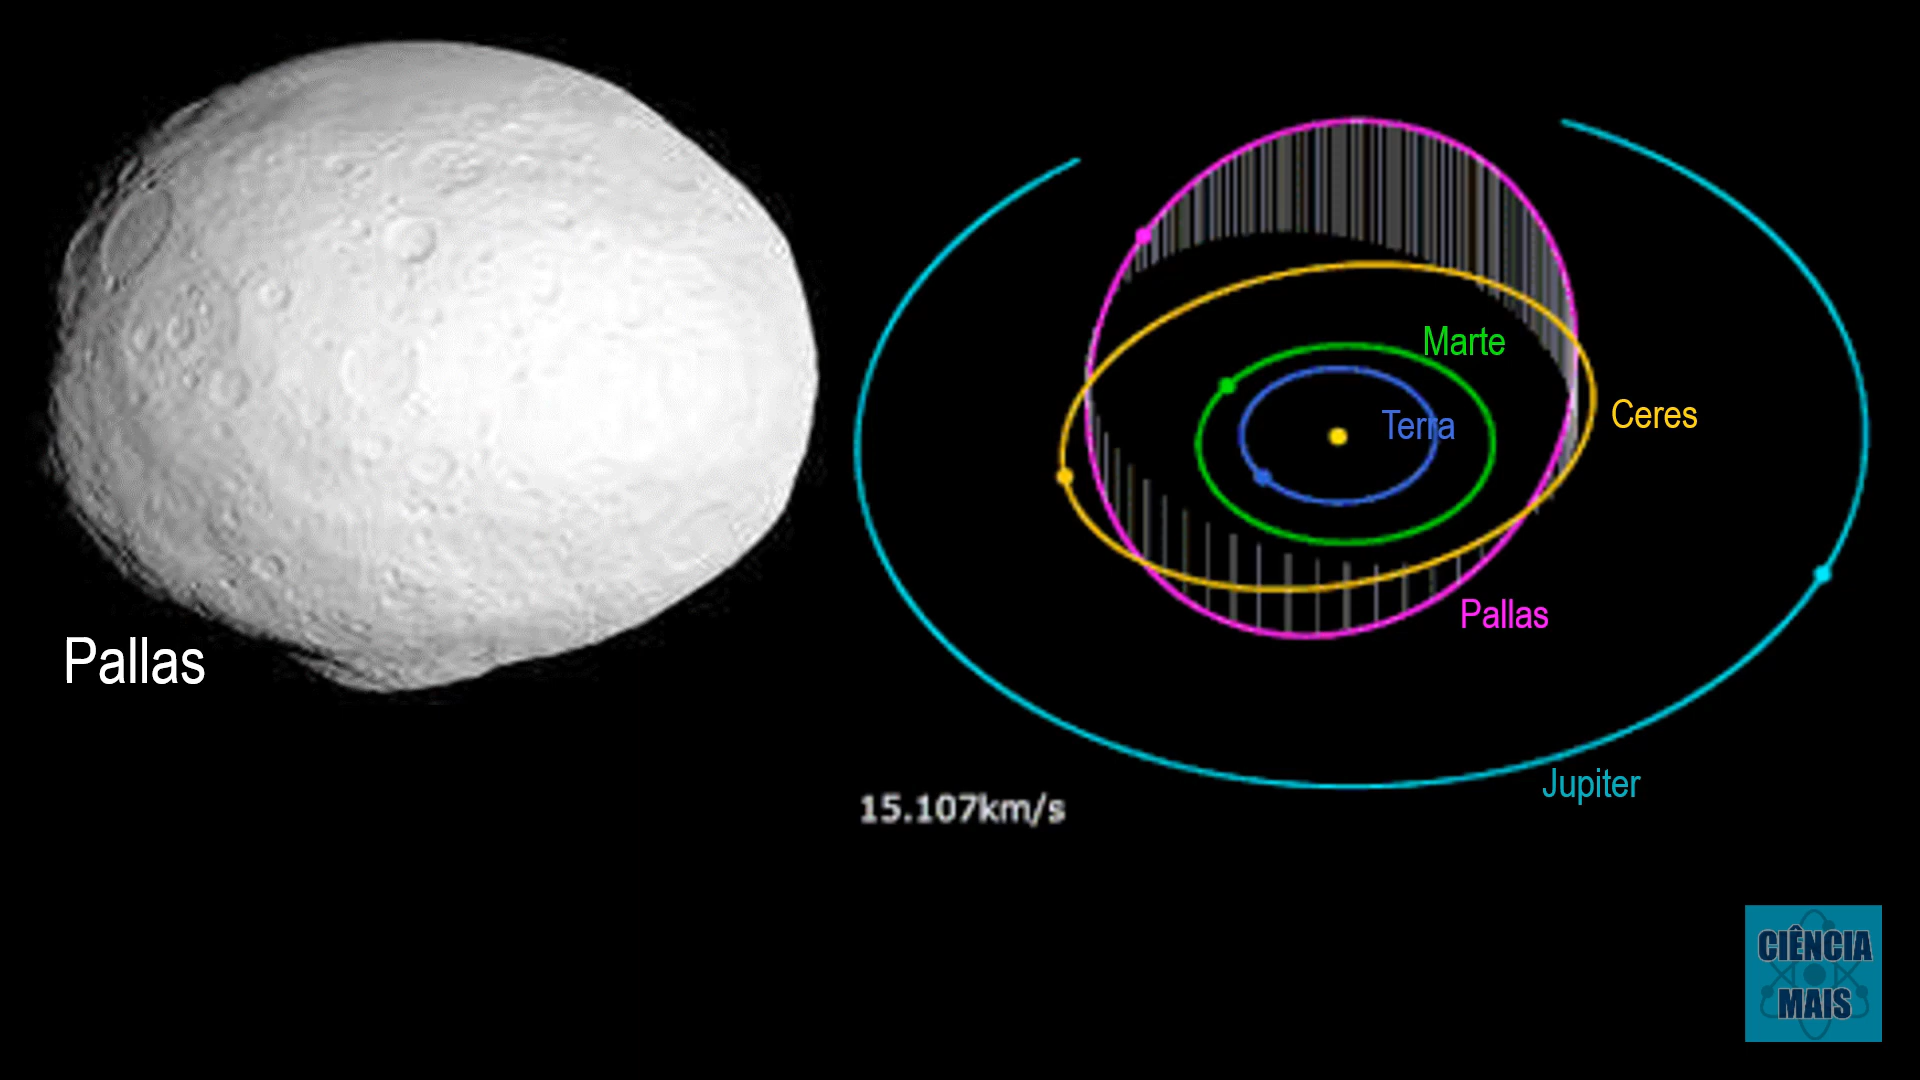 Pallas
Marte
Terra
Ceres
Pallas
Jupiter
15.107km/s
CIÊNCIA
MAIS